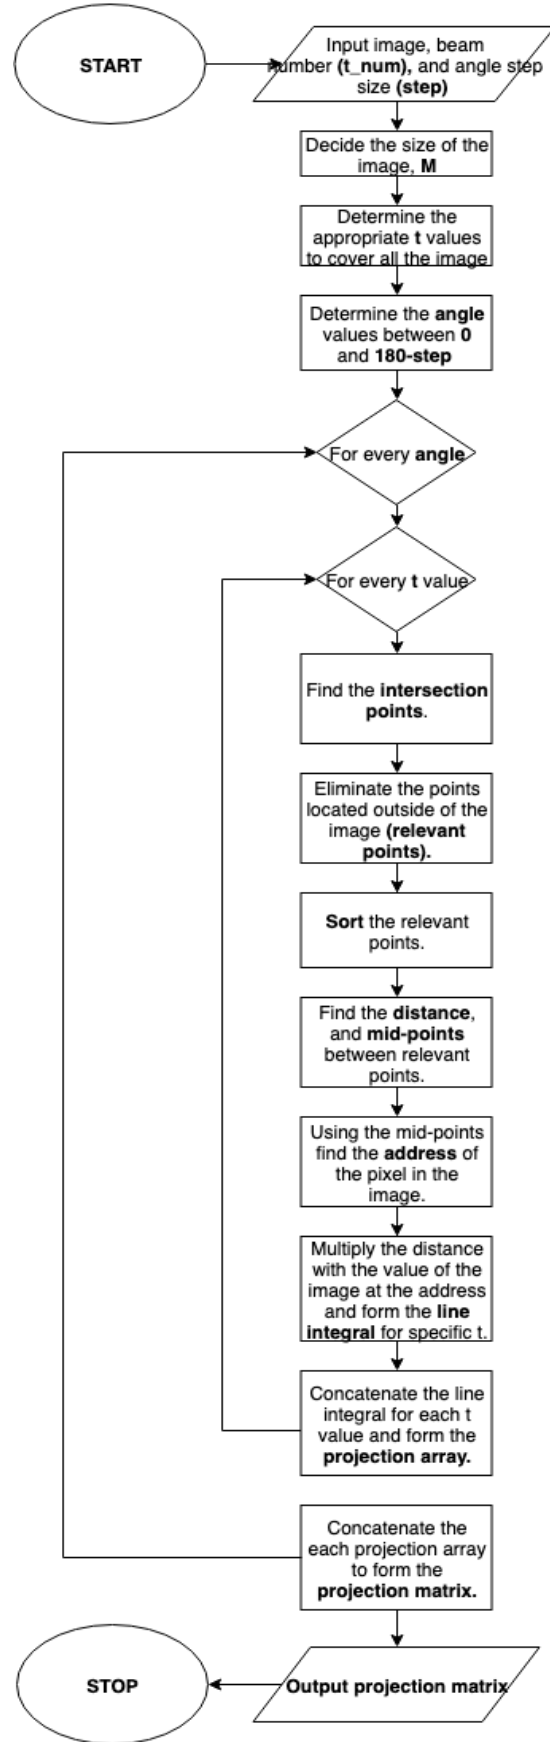 START
Input image, beam
number (t_num), and angle step
size (step)
Decide the size of the
image, M
Determine the
appropriate t values
to cover all the image
Determine the angle
values between 0
and 180-step
For every angle
For every t value
Find the intersection
points.
Eliminate the points
located outside of the
image (relevant
points).
Sort the relevant
points.
Find the distance,
and mid-points
between relevant
points.
Using the mid-points
find the address of
the pixel in the
image.
Multiply the distance
with the value of the
image at the address
and form the line
integral for specific t.
Concatenate the line
integral for each t
value and form the
projection array.
Concatenate the
each projection array
to form the
projection matrix.
Output projection matrix
STOP